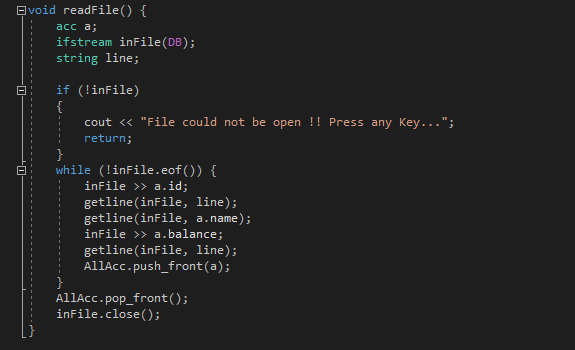 void readFile() {
acc a;
ifstream inFile(DB);
string line;
if (!inFile)
{
cout << "File could not be open !! Press any Key...";
return;
}
while (!inFile.eof()) {
inFile >> a.id;
getline(inFile, line);
getline(inFile, a.name);
inFile >> a.balance;
getline(inFile, line);
AllAcc.push_front(a);
}
AllAcc.pop_front();
inFile.close();
}